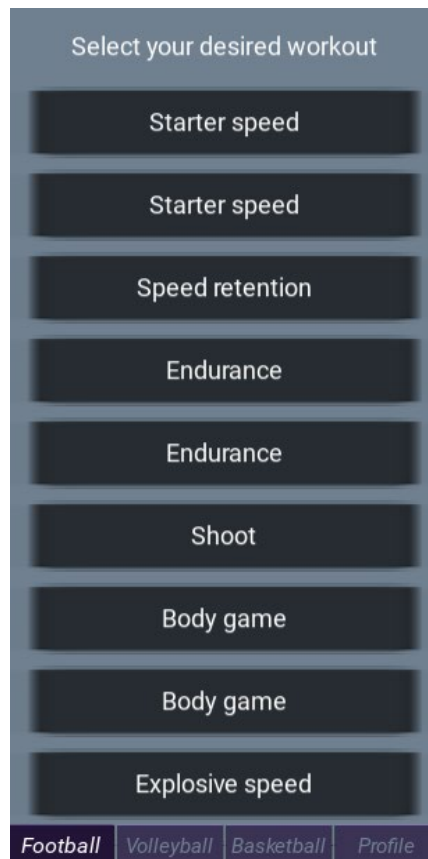 Select your desired workout
Starter speed
Starter speed
Speed retention
Endurance
Endurance
Shoot
Body game
Body game
Explosive speed
Football Volleyball Basketball Profile